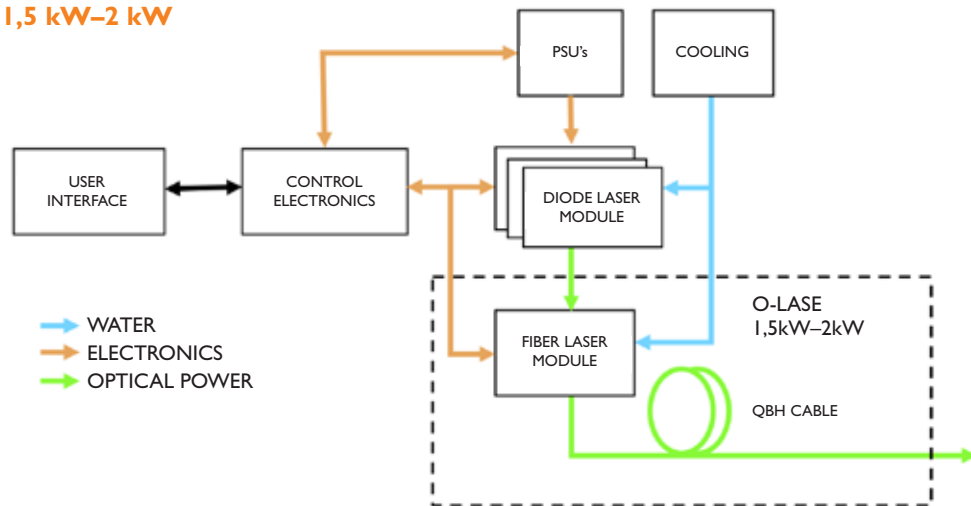 1,5 kW–2 kW
PSU's
COOLING
USER
INTERFACE
CONTROL
ELECTRONICS
DIODE LASER
MODULE
O-LASE
1,5kW–2kW
WATER
ELECTRONICS
OPTICAL POWER
FIBER LASER
MODULE
QBH CABLE